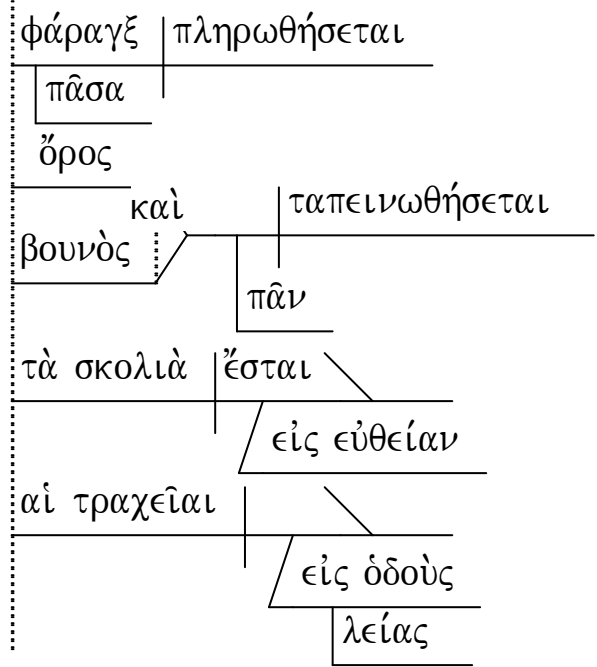 φάραγξ πληρωθήσεται
πᾶσα
ὄρος
καὶ ταπεινωθήσεται
βουνὸς
πᾶν
τὰ σκολιὰ ἔσται
εἰς εὐθείαν
αἱ τραχεῖαι
εἰς ὁδοὺς
λείας